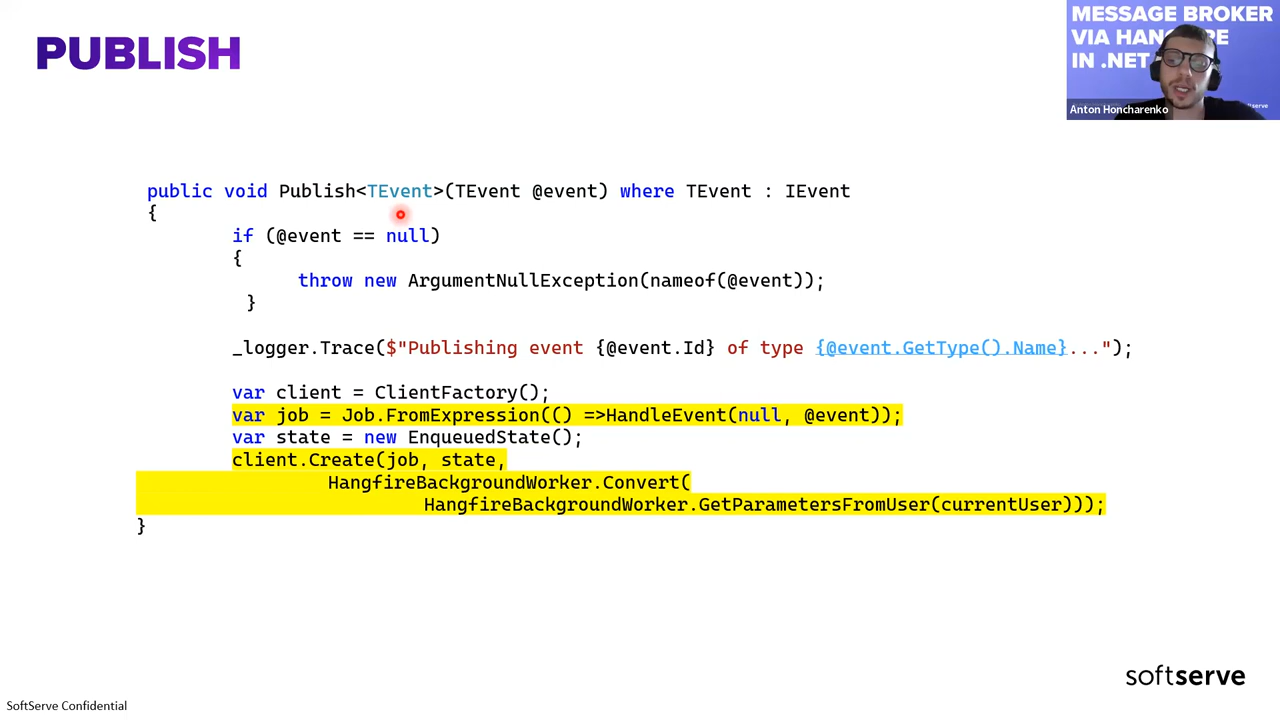 PUBLISH
MESSAGE BROKER
VIA HANGFIRE
IN .NET
Anton Honcharenko
public void Publish<TEvent>(TEvent @event) where TEvent : IEvent
{
if (@event == null)
{
throw new ArgumentNullException(nameof(@event));
}
_logger.Trace($"Publishing event {@event.Id} of type {@event.GetType().Name}...");
var client = ClientFactory();
var job = Job.FromExpression(() =>HandleEvent(null, @event));
var state = new EnqueuedState();
client.Create(job, state,
HangfireBackgroundWorker.Convert(
HangfireBackgroundWorker.GetParametersFromUser(currentUser)));
}
softserve
SoftServe Confidential